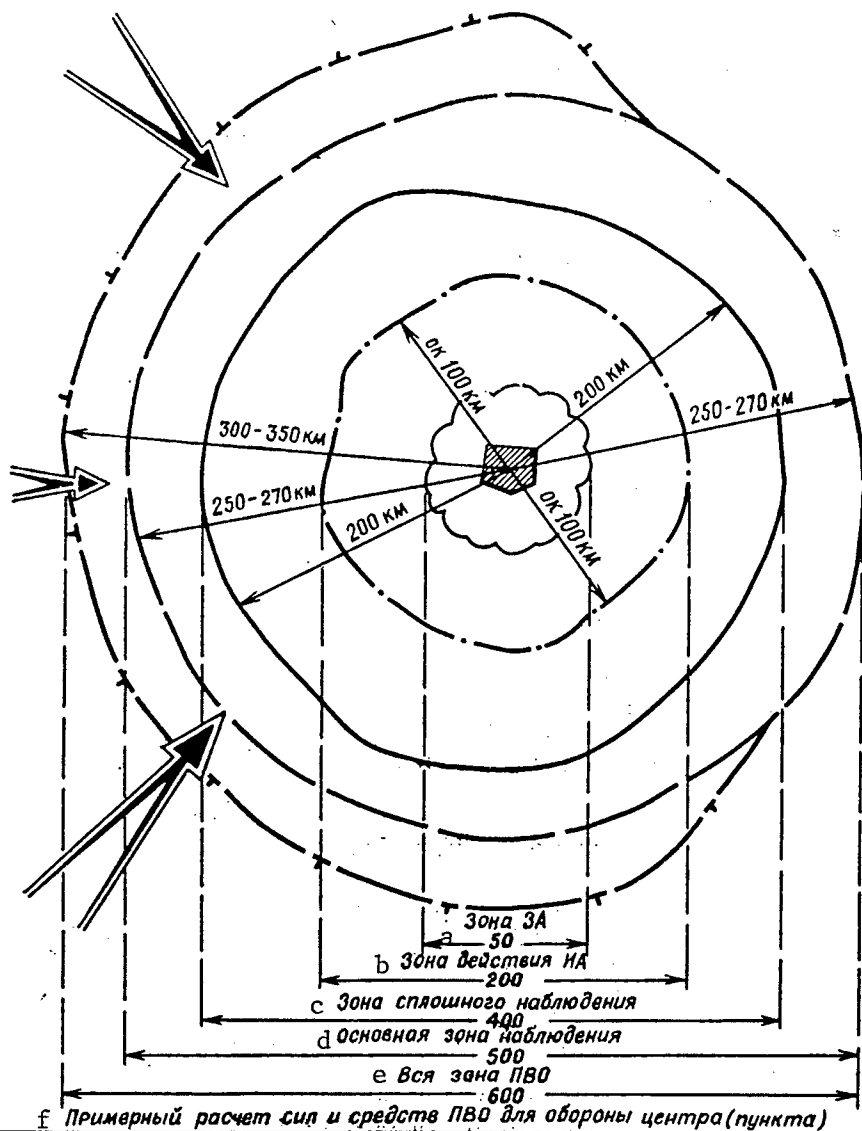 ок 100 км
200 км
250-270 км
300-350 км
250-270 км
200 км
ок 100 км
Зона ЗА
a
50
b Зона действия ИА
200
c Зона сплошного наблюдения
400
d Основная зона наблюдения
500
e Вся зона ПВО
600
f Примерный расчет сил и средств ПВО для обороны центра (пункта)